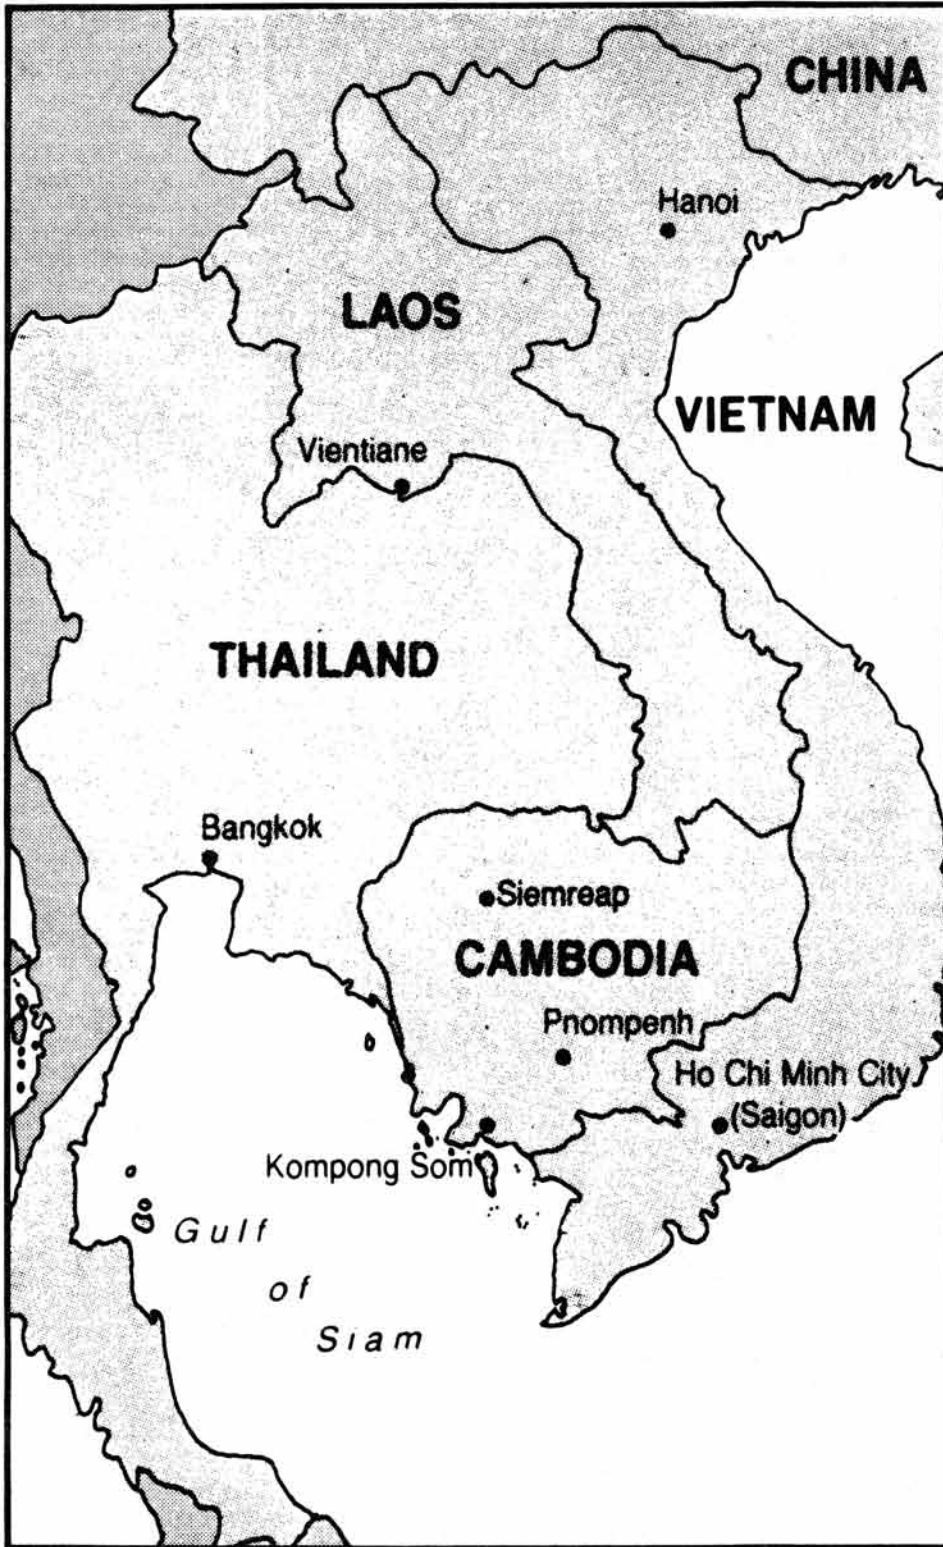 CHINA
Hanoi
LAOS
VIETNAM
Vientiane
THAILAND
Bangkok
Siemreap
CAMBODIA
Pnompenh
Ho Chi Minh City
(Saigon)
Kompong Som
Gulf
of
Siam